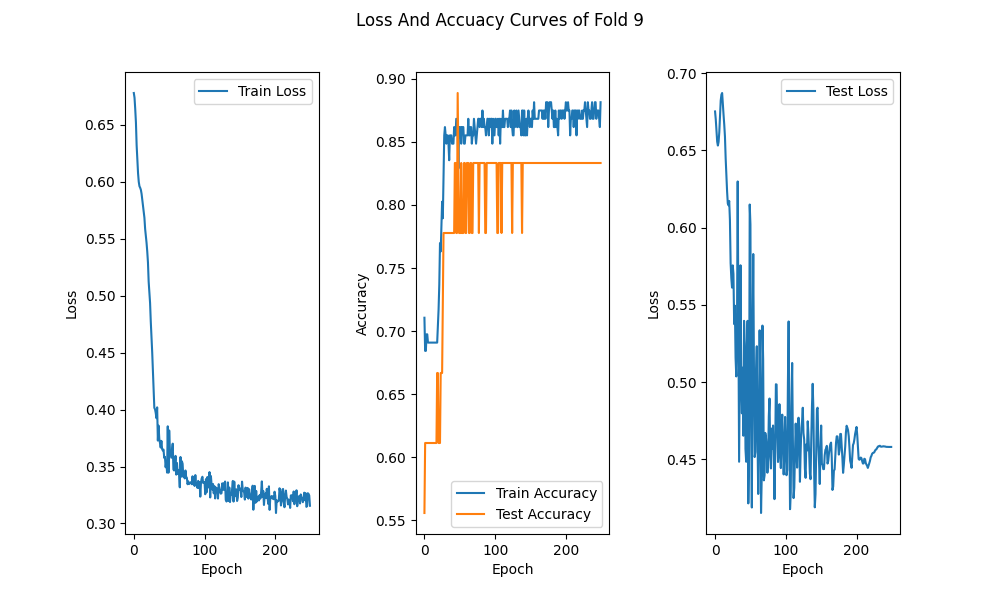 Loss And Accuacy Curves of Fold 9
Train Loss
0.65
0.60
0.55
0.50
0.45
0.40
0.35
0.30
Loss
0
100
200
Epoch
0.90
0.85
0.80
0.75
0.70
0.65
0.60
0.55
Accuracy
Train Accuracy
Test Accuracy
0
100
200
Epoch
0.70
0.65
0.60
0.55
0.50
0.45
Loss
Test Loss
0
100
200
Epoch